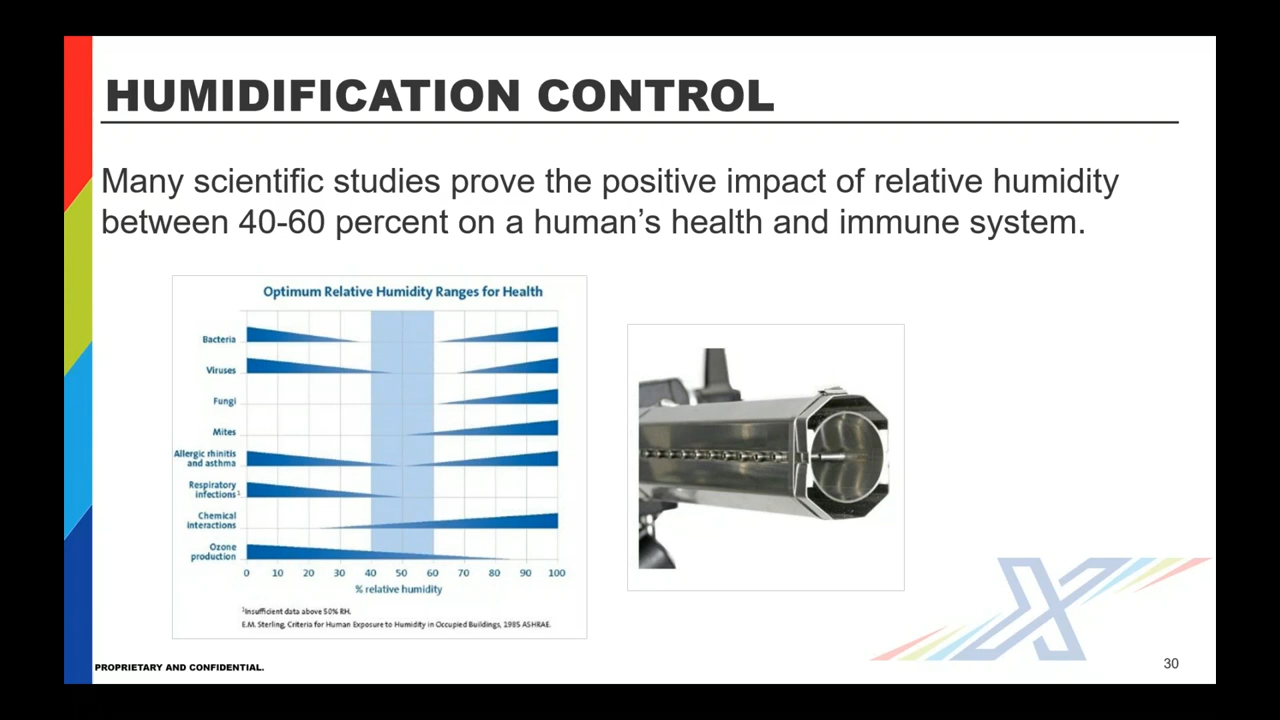 HUMIDIFICATION CONTROL
Many scientific studies prove the positive impact of relative humidity
between 40-60 percent on a human’s health and immune system.
Optimum Relative Humidity Ranges for Health
Bacteria
Viruses
Fungi
Mites
Allergic rhinitis
and asthma
Respiratory
infections¹
Chemical
interactions
Ozone
production
0 10 20 30 40 50 60 70 80 90 100
% relative humidity
¹Insufficient data above 50% RH.
E.M. Sterling, Criteria for Human Exposure to Humidity in Occupied Buildings, 1985 ASHRAE.
X
PROPRIETARY AND CONFIDENTIAL.
30